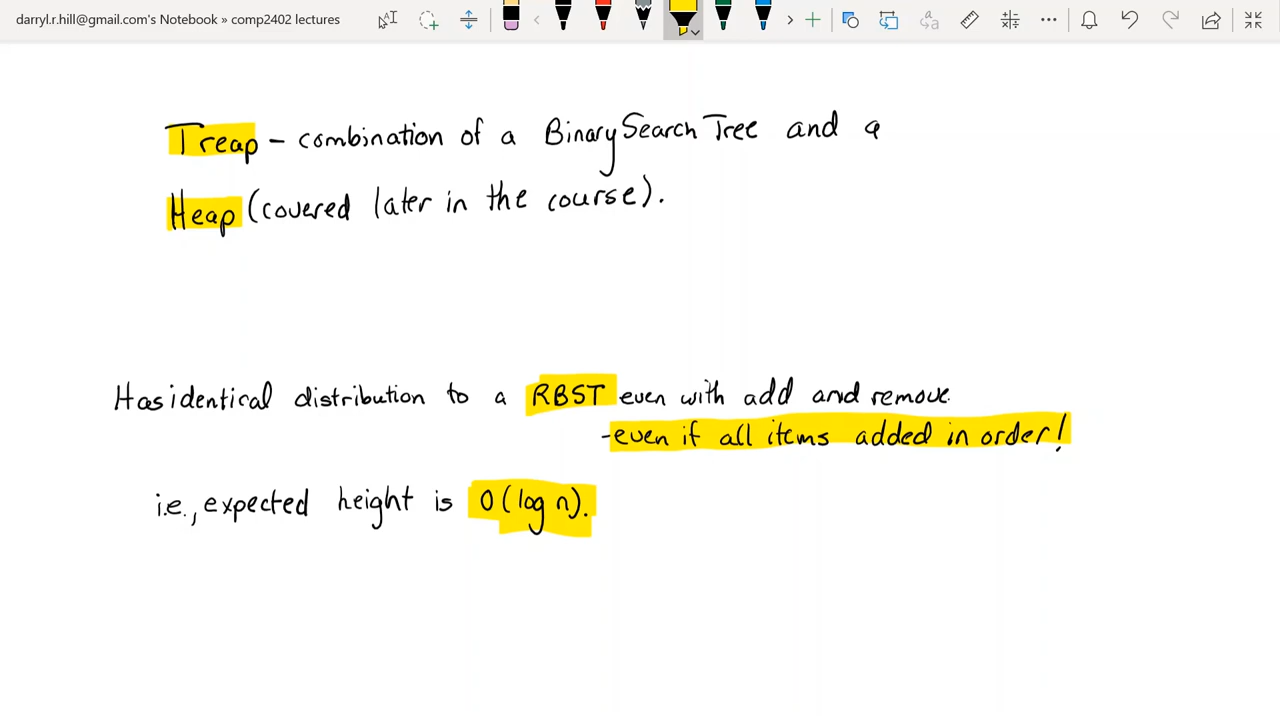 darryl.r.hill@gmail.com's Notebook » comp2402 lectures
Treap - combination of a Binary Search Tree and a
Heap (covered later in the course).
Has identical distribution to a RBST even with add and remove.
-even if all items added in order!
i.e., expected height is O(log n).